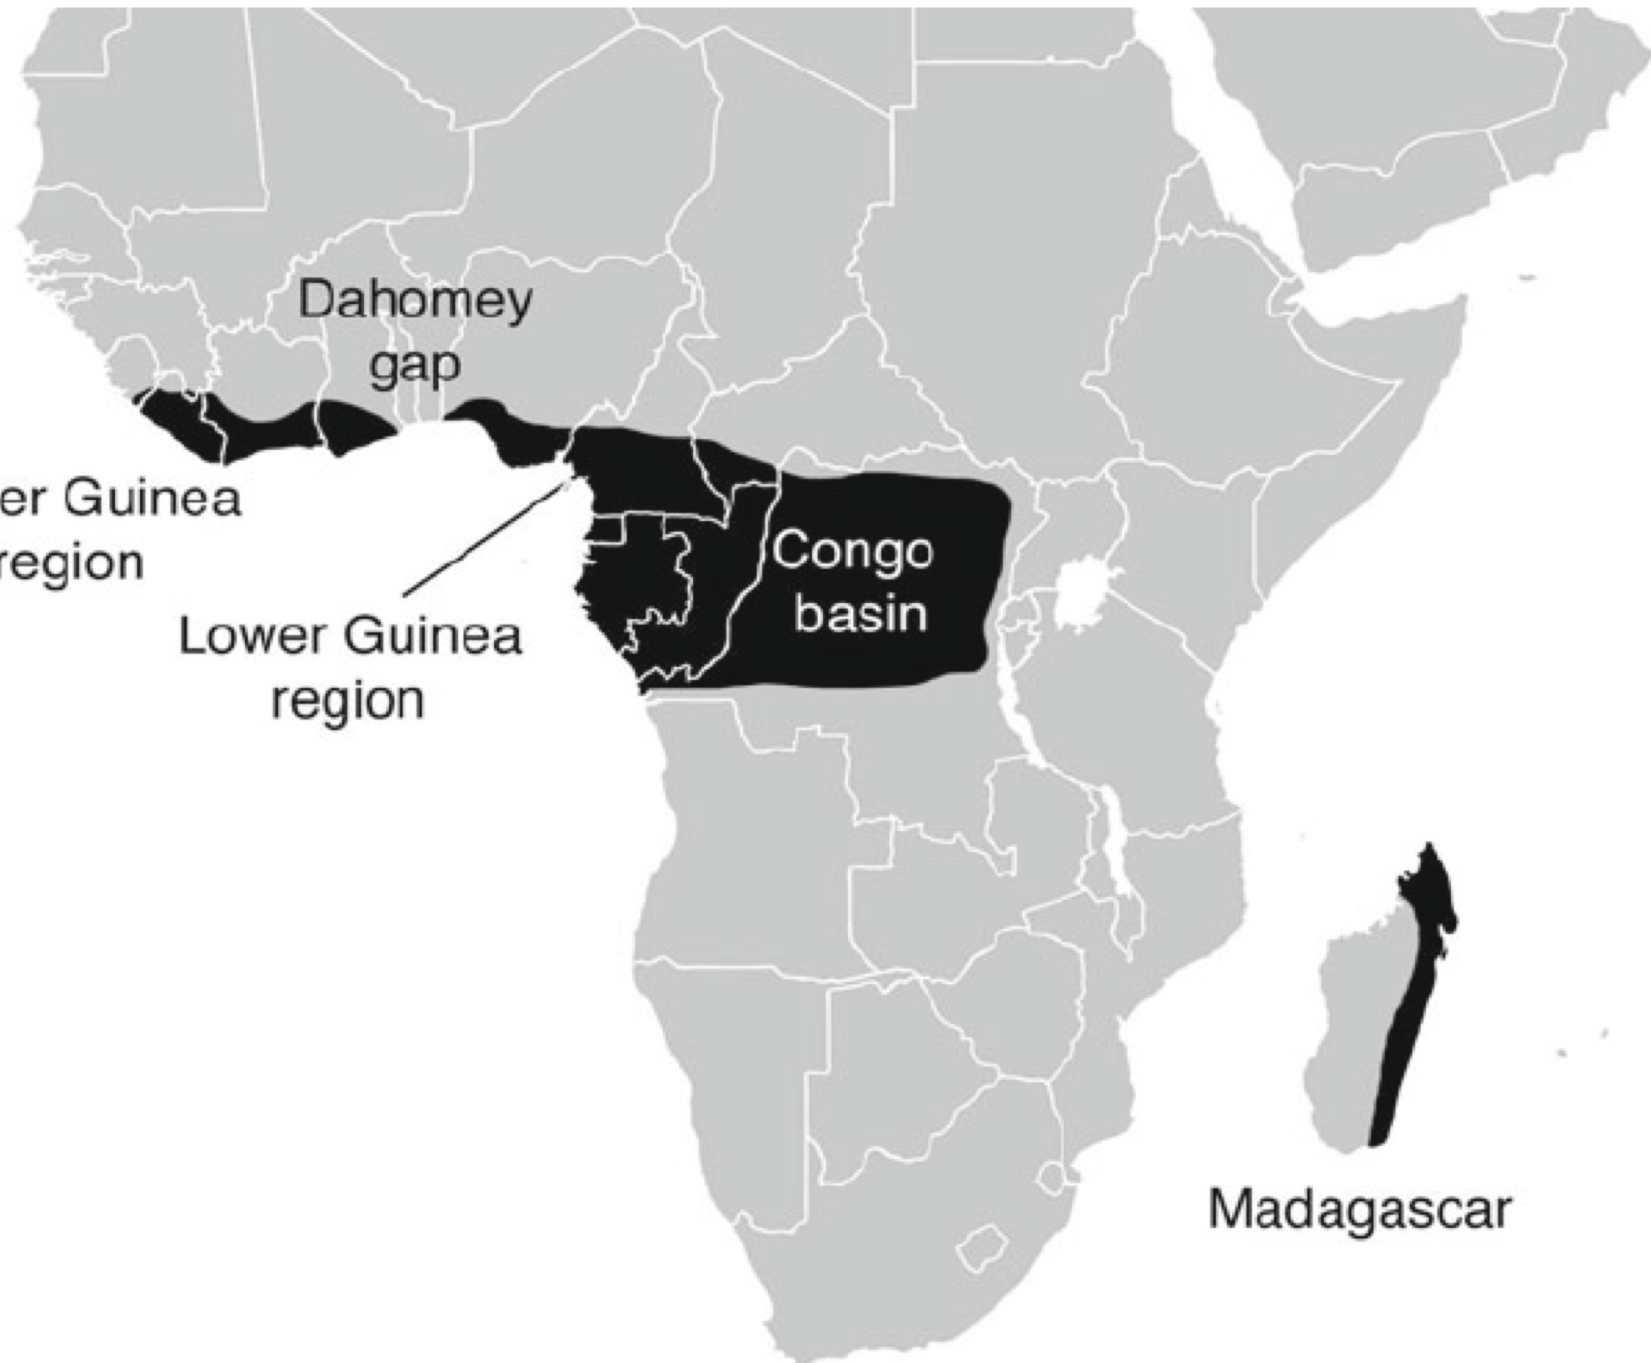 Dahomey
gap
er Guinea
region
Lower Guinea
region
Congo
basin
Madagascar